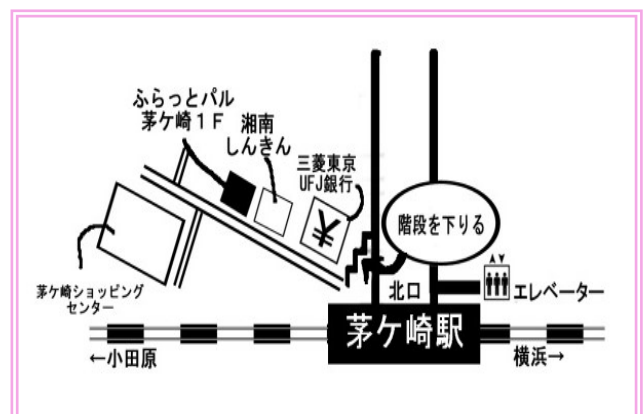 ふらっとパル
茅ケ崎1F
湘南
しんきん
三菱東京
UFJ銀行
¥
階段を下りる
茅ケ崎ショッピング
センター
北口
エレベーター
茅ケ崎駅
←小田原
横浜→